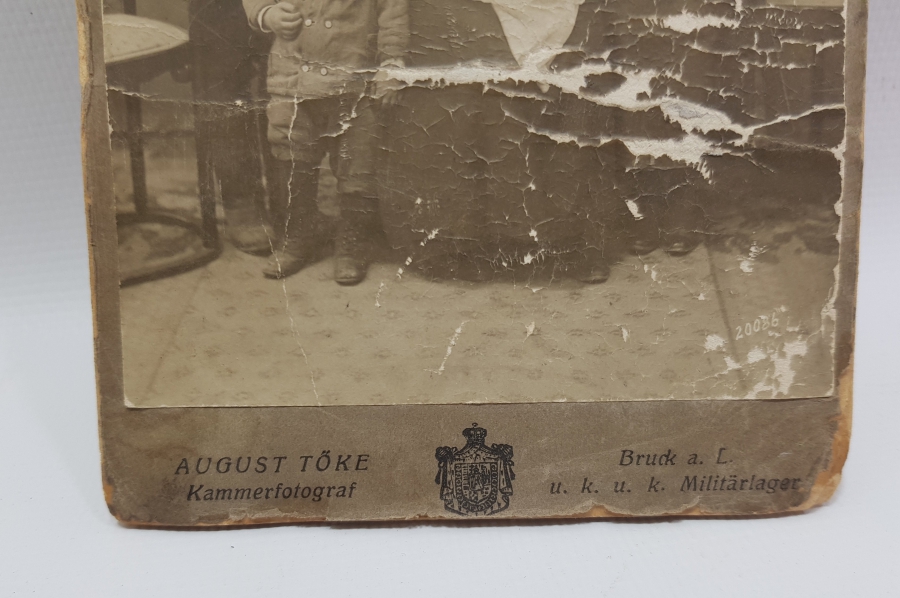 20086
AUGUST TŐKE
Kammerfotograf
Bruck a. L.
u. k. u. k. Militärlager